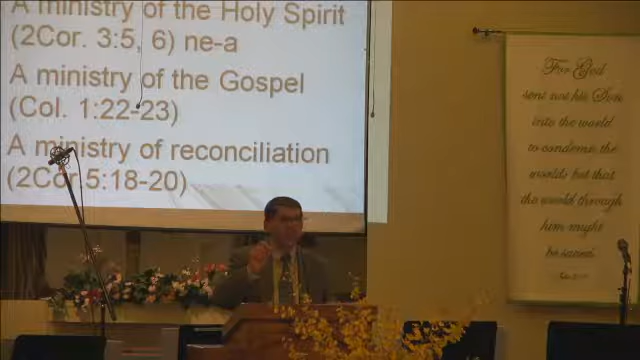 A ministry of the Holy Spirit
(2Cor. 3:5, 6) ne-a
A ministry of the Gospel
(Col. 1:22-23)
A ministry of reconciliation
(2Cor 5:18-20)
For God
sent not his Son
into the world
to condemn the
world: but that
the world through
him might
be saved.